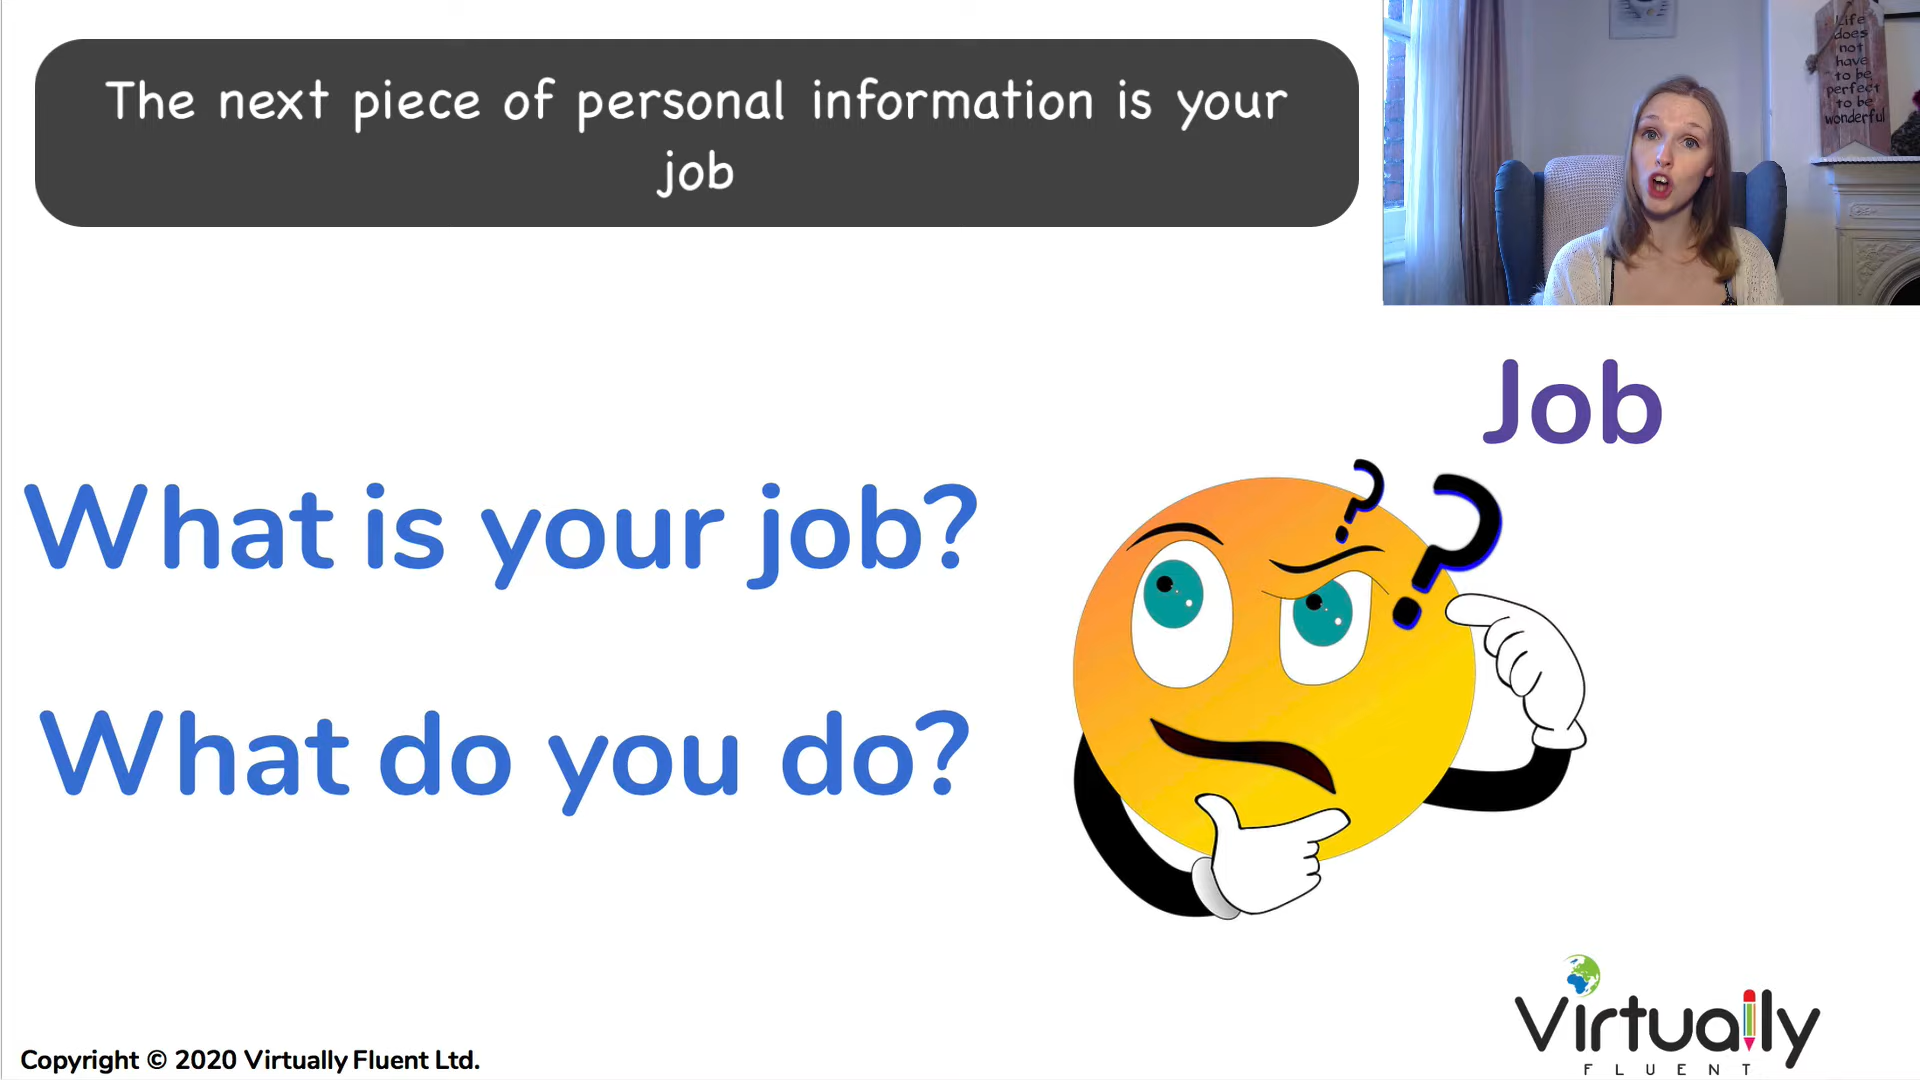 The next piece of personal information is your
job
Life
does
not
have
to be
perfect
to be
wonderful
Job
What is your job?
What do you do?
Virtually
FLUENT
Copyright © 2020 Virtually Fluent Ltd.